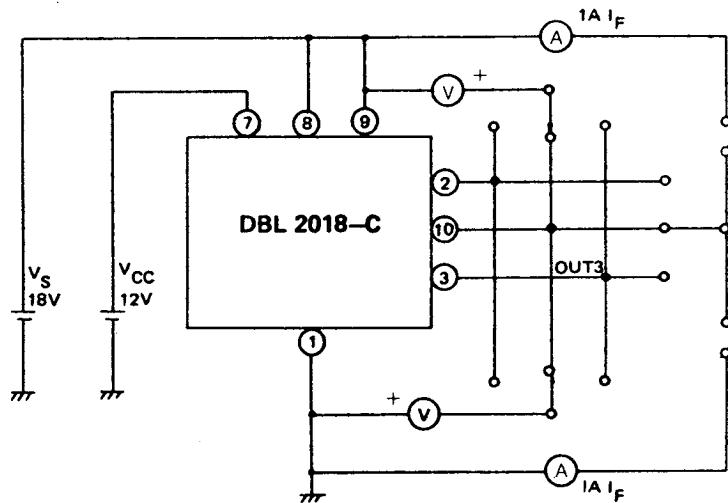 1A I_F
A
V +
7 8 9
2
DBL 2018–C
10
OUT3
3
V_S
18V
V_CC
12V
1
+ V
A
1A I_F